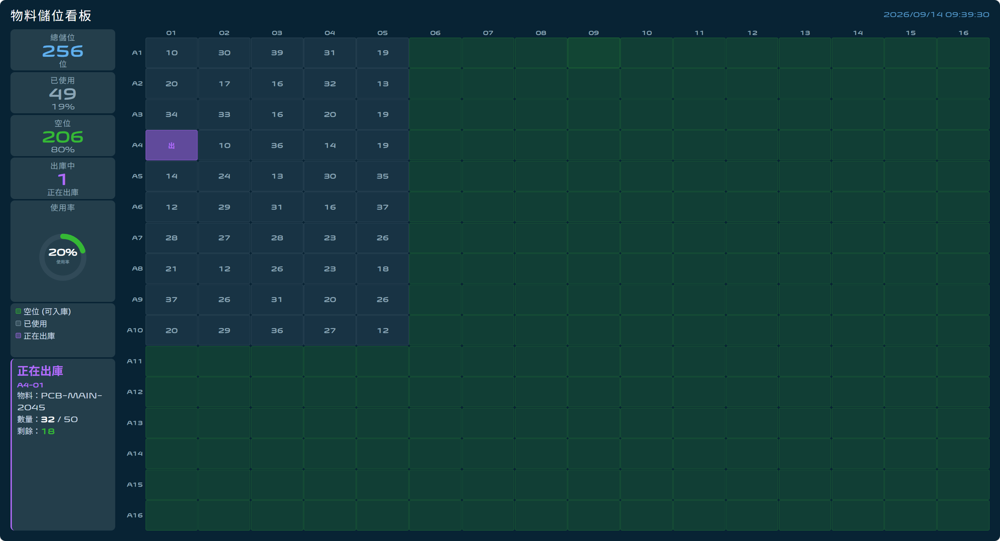 物料儲位看板
2026/09/14 09:39:30
總儲位
256
位
已使用
49
19%
空位
206
80%
出庫中
1
正在出庫
使用率
20%
使用率
空位 (可入庫)
已使用
正在出庫
正在出庫
A4-01
物料：PCB-MAIN-
2045
數量：32 / 50
剩餘：18
01 02 03 04 05 06 07 08 09 10 11 12 13 14 15 16
A1 10 30 39 31 19
A2 20 17 16 32 13
A3 34 33 16 20 19
A4 出 10 36 14 19
A5 14 24 13 30 35
A6 12 29 31 16 37
A7 28 27 28 23 26
A8 21 12 26 23 18
A9 37 26 31 20 26
A10 20 29 36 27 12
A11
A12
A13
A14
A15
A16